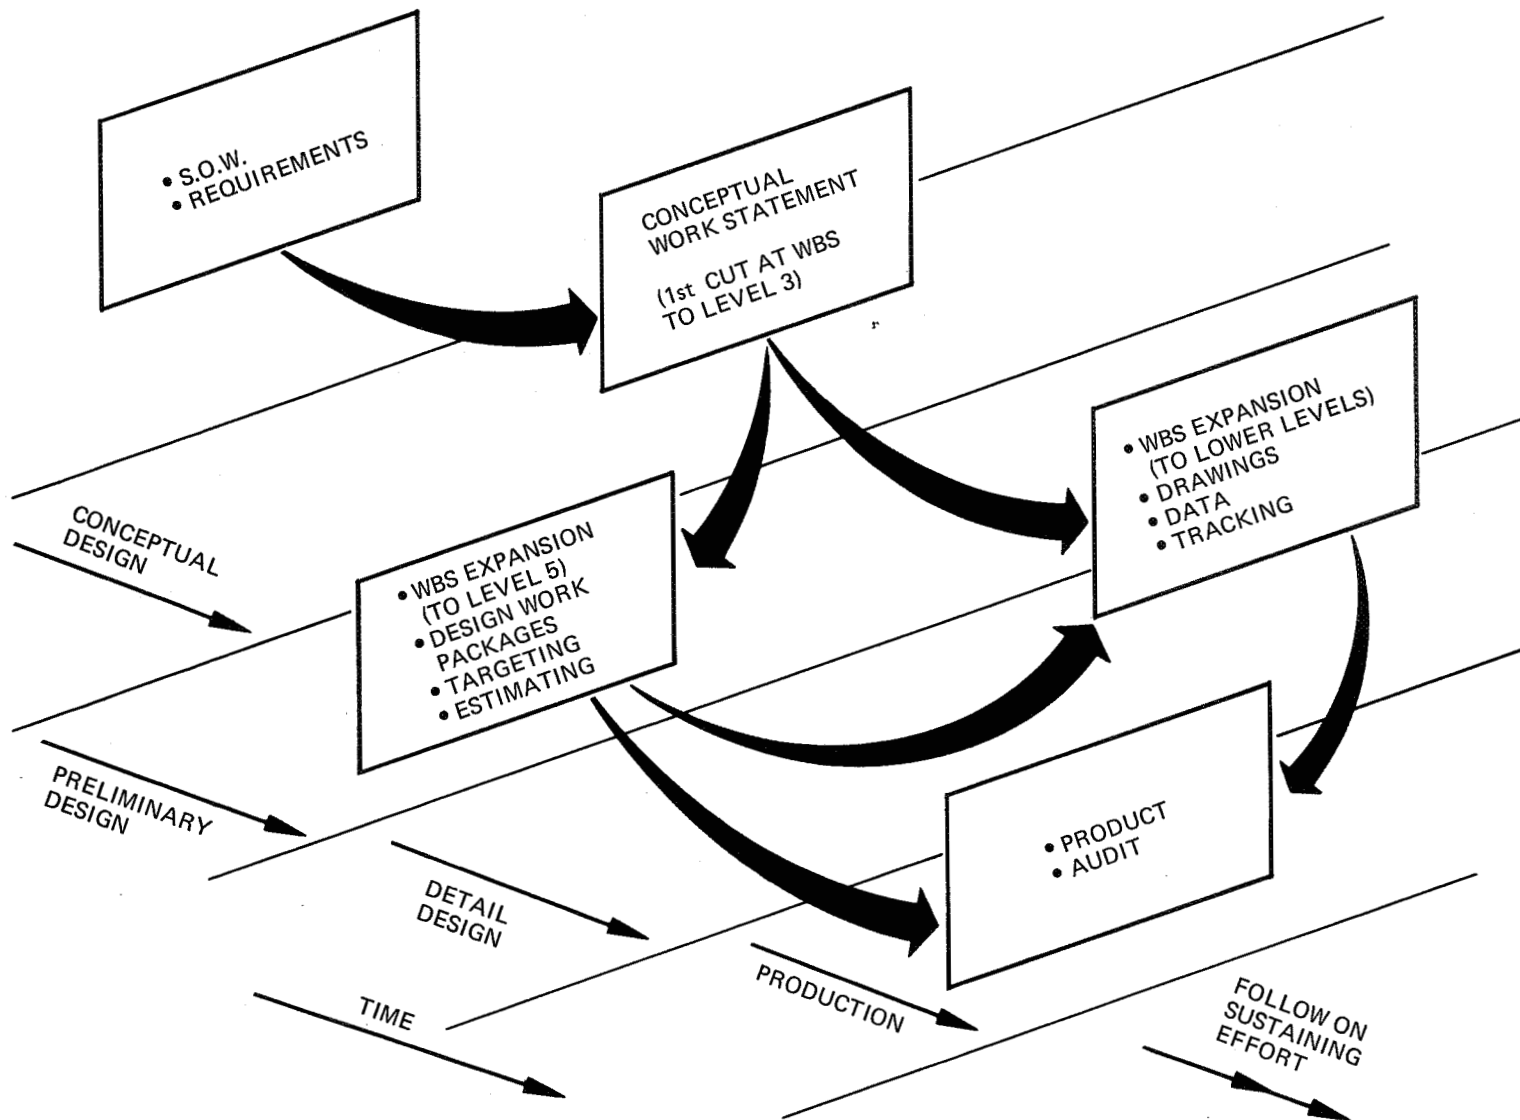 • S.O.W.
• REQUIREMENTS
CONCEPTUAL
WORK STATEMENT
(1st CUT AT WBS
TO LEVEL 3)
• WBS EXPANSION
(TO LOWER LEVELS)
• DRAWINGS
• DATA
• TRACKING
• WBS EXPANSION
(TO LEVEL 5)
• DESIGN WORK
PACKAGES
• TARGETING
• ESTIMATING
• PRODUCT
• AUDIT
CONCEPTUAL
DESIGN
PRELIMINARY
DESIGN
DETAIL
DESIGN
PRODUCTION
TIME
FOLLOW ON
SUSTAINING
EFFORT